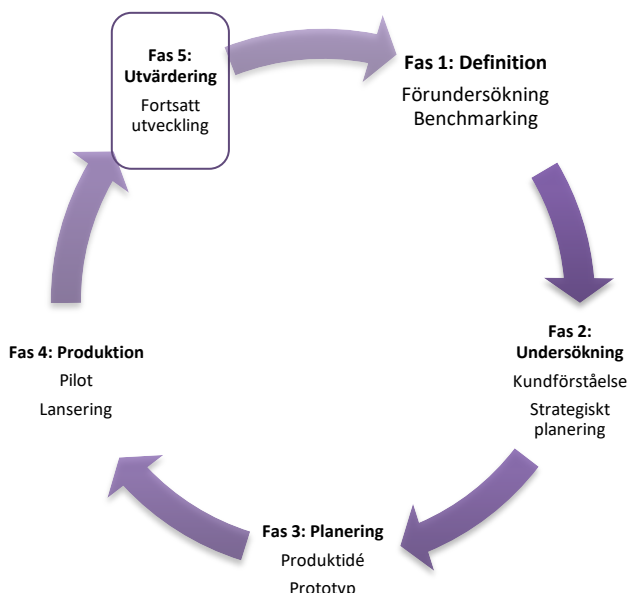 Fas 5:
Utvärdering
Fortsatt
utveckling
Fas 1: Definition
Förundersökning
Benchmarking
Fas 2:
Undersökning
Kundförståelse
Strategiskt
planering
Fas 3: Planering
Produktidé
Prototyp
Fas 4: Produktion
Pilot
Lansering